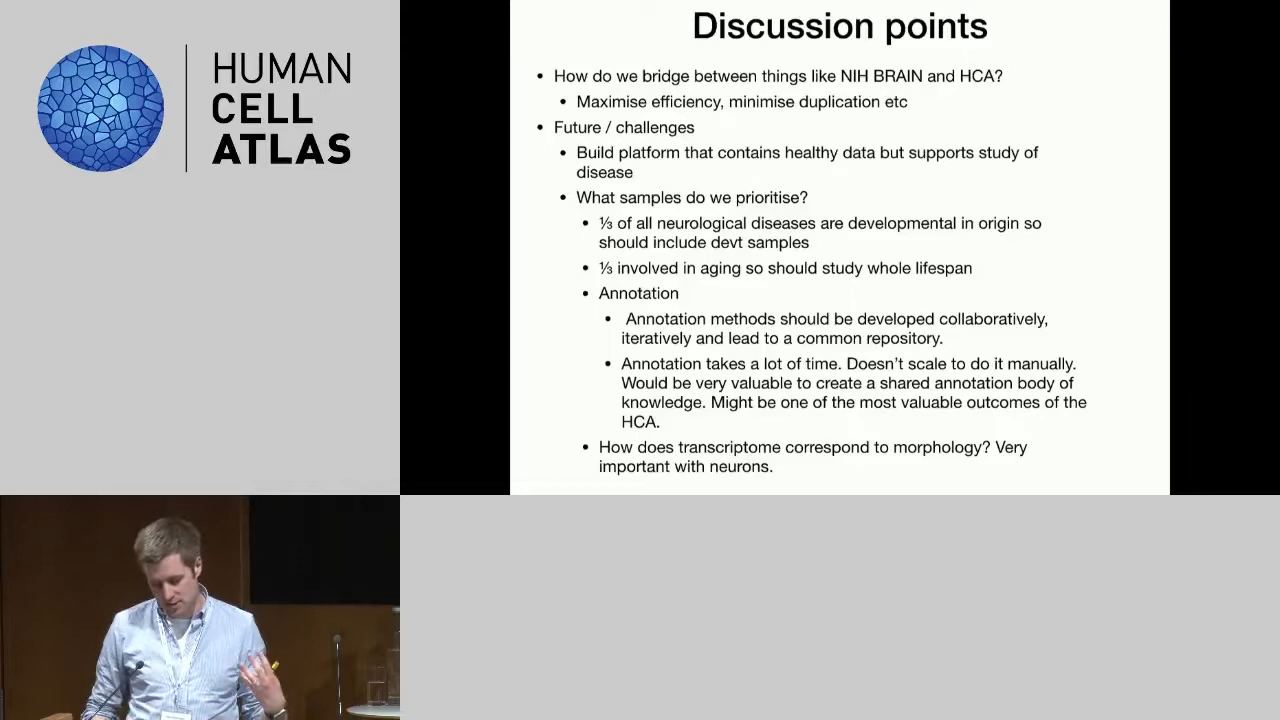 HUMAN
CELL
ATLAS
Discussion points
• How do we bridge between things like NIH BRAIN and HCA?
• Maximise efficiency, minimise duplication etc
• Future / challenges
• Build platform that contains healthy data but supports study of
disease
• What samples do we prioritise?
• ⅓ of all neurological diseases are developmental in origin so
should include devt samples
• ⅓ involved in aging so should study whole lifespan
• Annotation
• Annotation methods should be developed collaboratively,
iteratively and lead to a common repository.
• Annotation takes a lot of time. Doesn’t scale to do it manually.
Would be very valuable to create a shared annotation body of
knowledge. Might be one of the most valuable outcomes of the
HCA.
• How does transcriptome correspond to morphology? Very
important with neurons.